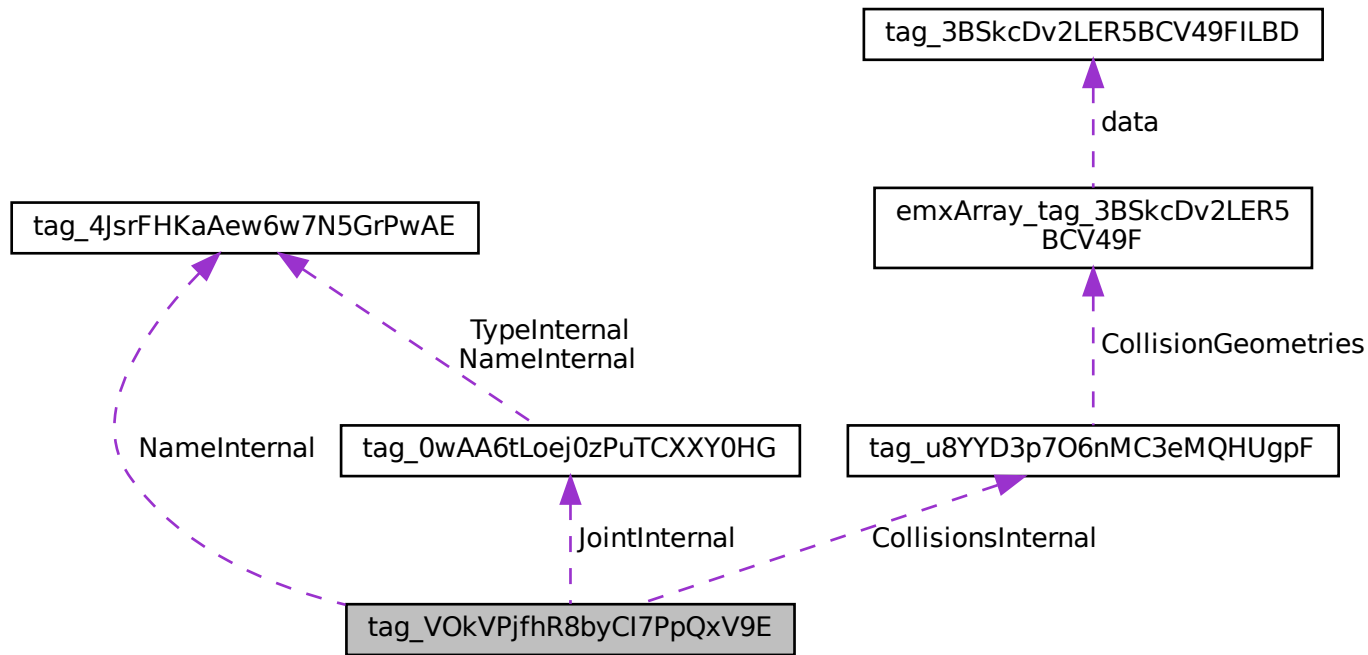 tag_3BSkcDv2LER5BCV49FILBD
data
tag_4JsrFHKaAew6w7N5GrPwAE
emxArray_tag_3BSkcDv2LER5
BCV49F
TypeInternal
NameInternal
CollisionGeometries
NameInternal
tag_0wAA6tLoej0zPuTCXXY0HG
tag_u8YYD3p7O6nMC3eMQHUgpF
JointInternal
CollisionsInternal
tag_VOkVPjfhR8byCI7PpQxV9E